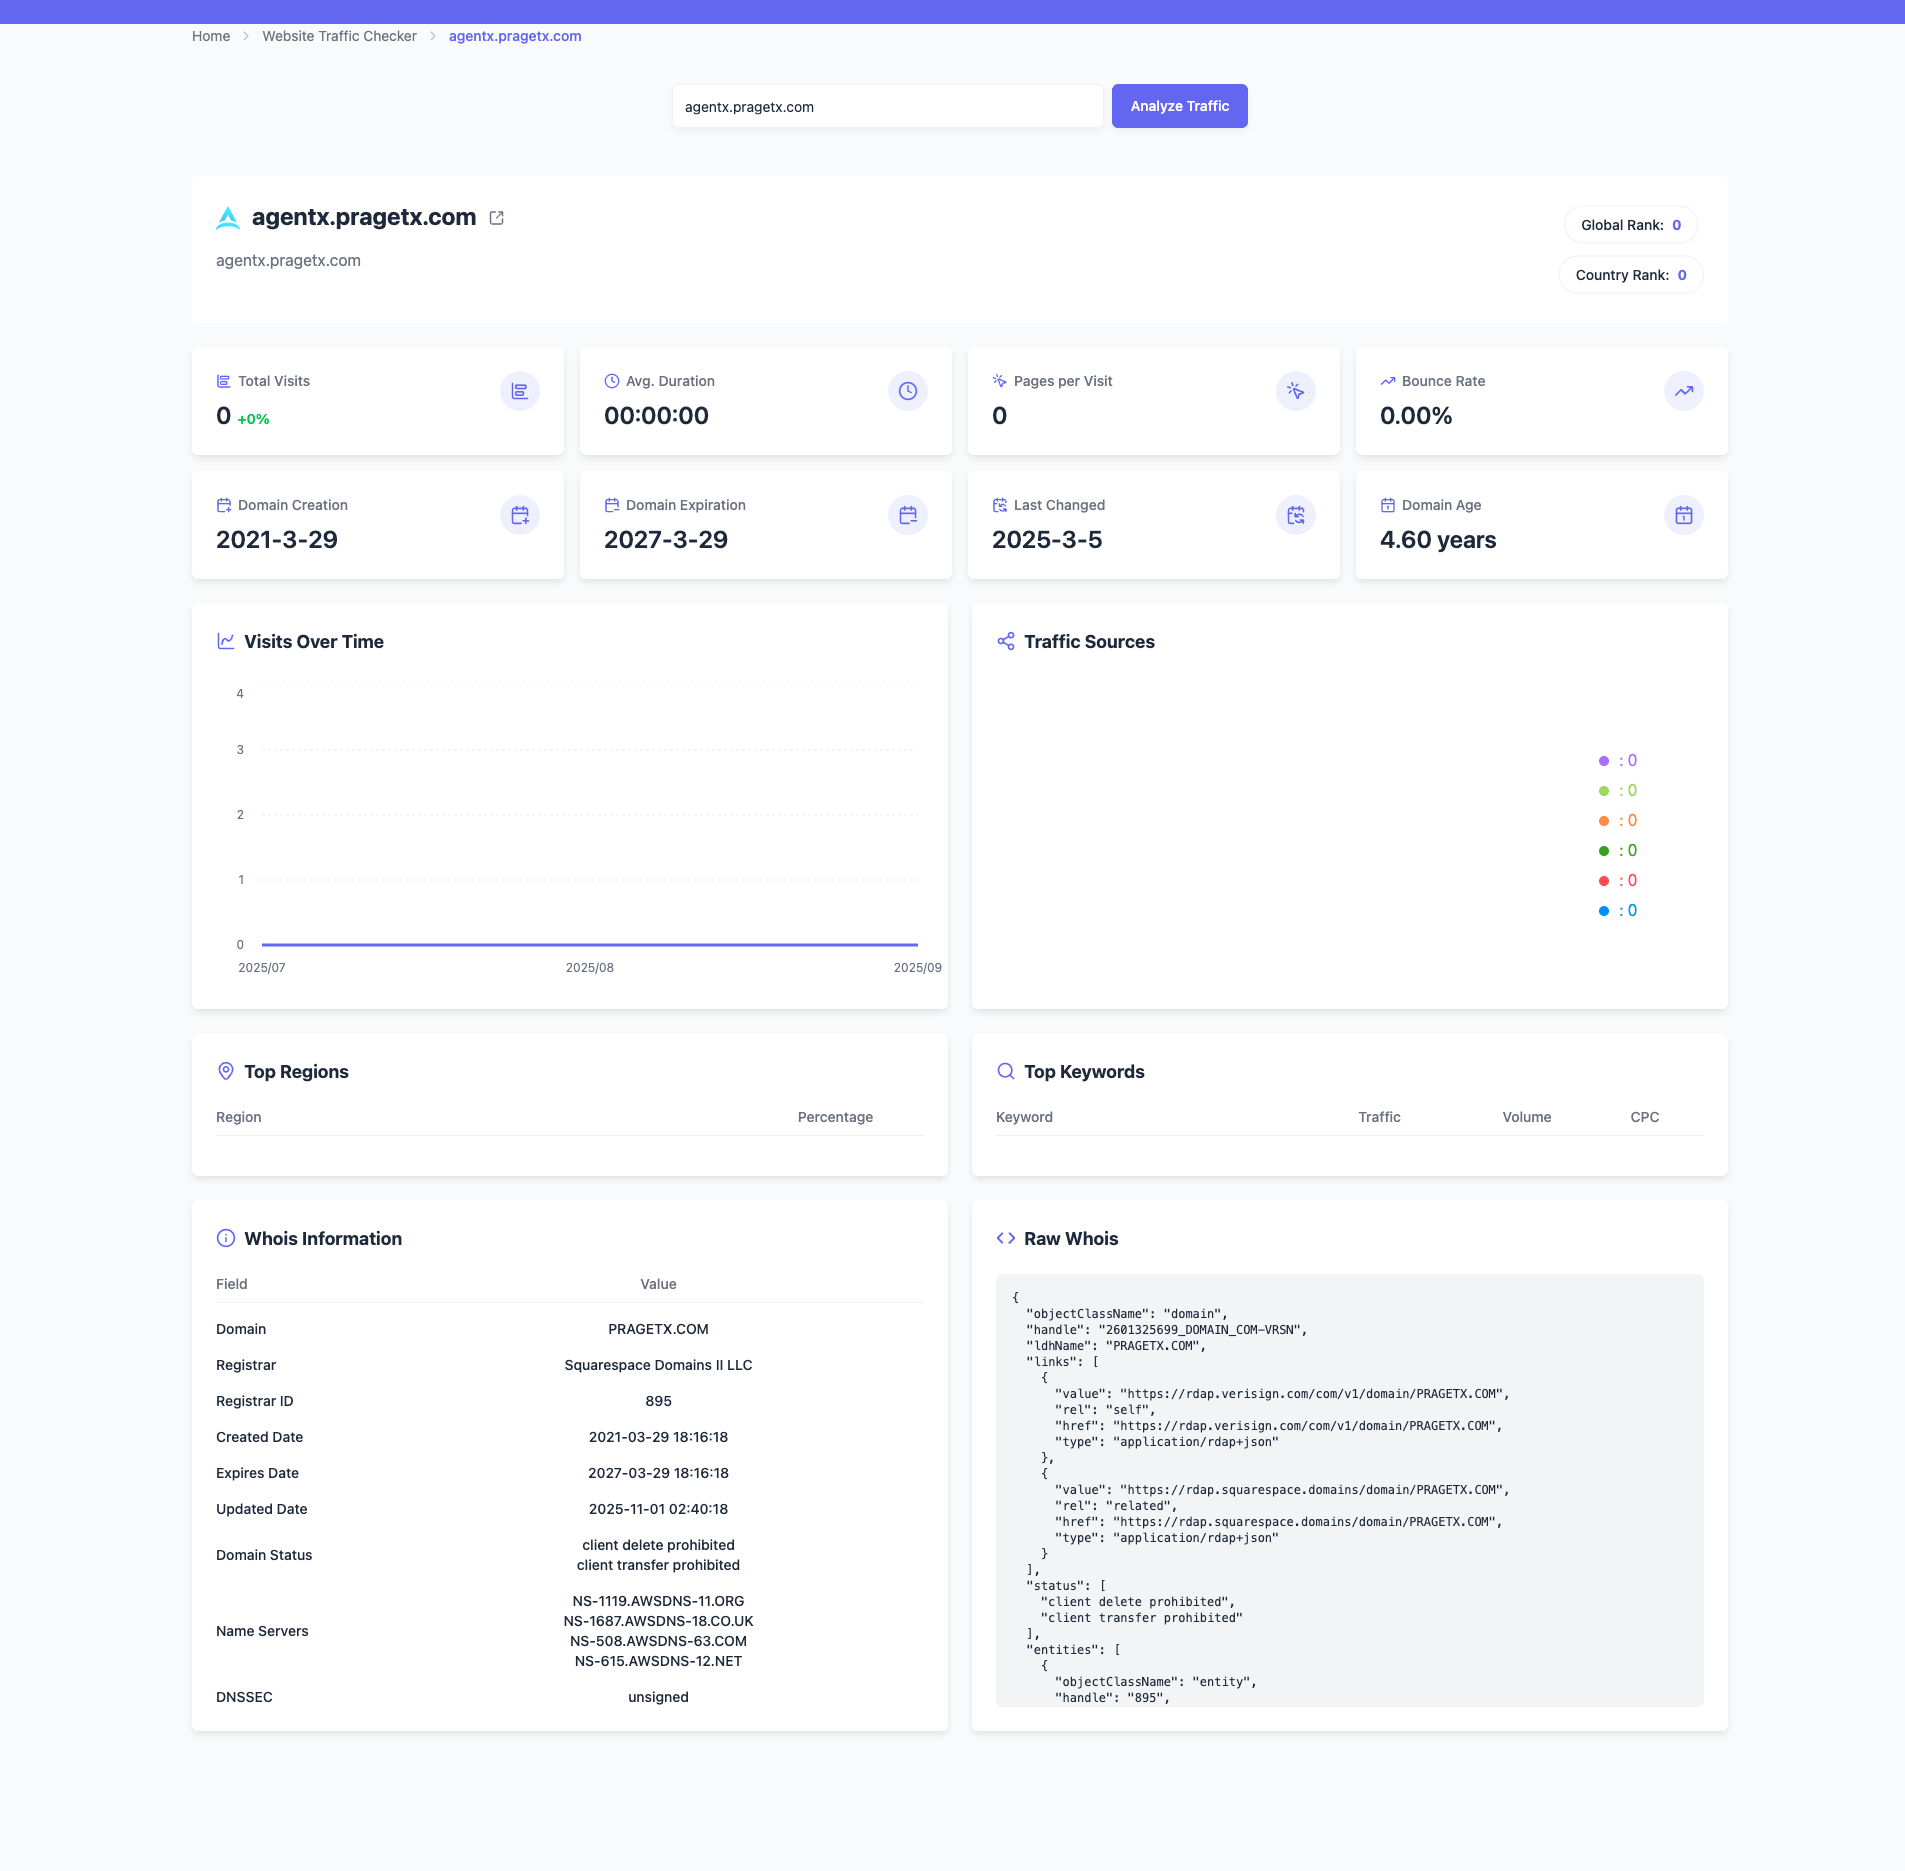 Home > Website Traffic Checker > agentx.pragetx.com
agentx.pragetx.com
Analyze Traffic
agentx.pragetx.com
agentx.pragetx.com
Global Rank: 0
Country Rank: 0
Total Visits
0 +0%
Avg. Duration
00:00:00
Pages per Visit
0
Bounce Rate
0.00%
Domain Creation
2021-3-29
Domain Expiration
2027-3-29
Last Changed
2025-3-5
Domain Age
4.60 years
Visits Over Time
4
3
2
1
0
2025/07 2025/08 2025/09
Traffic Sources
: 0
: 0
: 0
: 0
: 0
: 0
Top Regions
Region Percentage
Top Keywords
Keyword Traffic Volume CPC
Whois Information
Field Value
Domain PRAGETX.COM
Registrar Squarespace Domains II LLC
Registrar ID 895
Created Date 2021-03-29 18:16:18
Expires Date 2027-03-29 18:16:18
Updated Date 2025-11-01 02:40:18
Domain Status client delete prohibited
client transfer prohibited
Name Servers NS-1119.AWSDNS-11.ORG
NS-1687.AWSDNS-18.CO.UK
NS-508.AWSDNS-63.COM
NS-615.AWSDNS-12.NET
DNSSEC unsigned
Raw Whois
{
"objectClassName": "domain",
"handle": "2601325699_DOMAIN_COM-VRSN",
"ldhName": "PRAGETX.COM",
"links": [
{
"value": "https://rdap.verisign.com/com/v1/domain/PRAGETX.COM",
"rel": "self",
"href": "https://rdap.verisign.com/com/v1/domain/PRAGETX.COM",
"type": "application/rdap+json"
},
{
"value": "https://rdap.squarespace.domains/domain/PRAGETX.COM",
"rel": "related",
"href": "https://rdap.squarespace.domains/domain/PRAGETX.COM",
"type": "application/rdap+json"
}
],
"status": [
"client delete prohibited",
"client transfer prohibited"
],
"entities": [
{
"objectClassName": "entity",
"handle": "895",